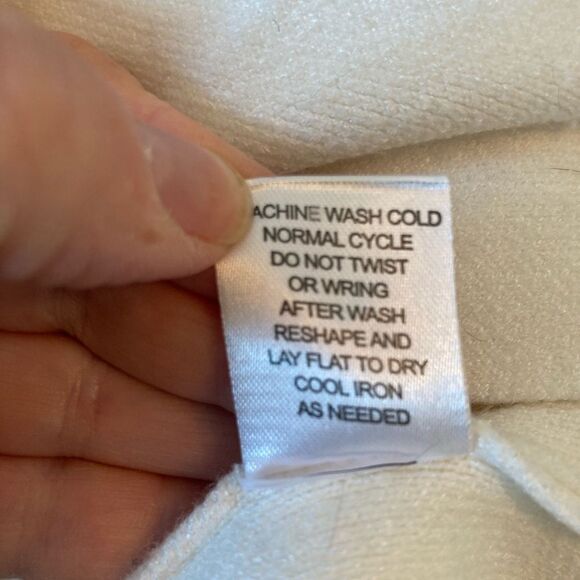 ACHINE WASH COLD
NORMAL CYCLE
DO NOT TWIST
OR WRING
AFTER WASH
RESHAPE AND
LAY FLAT TO DRY
COOL IRON
AS NEEDED